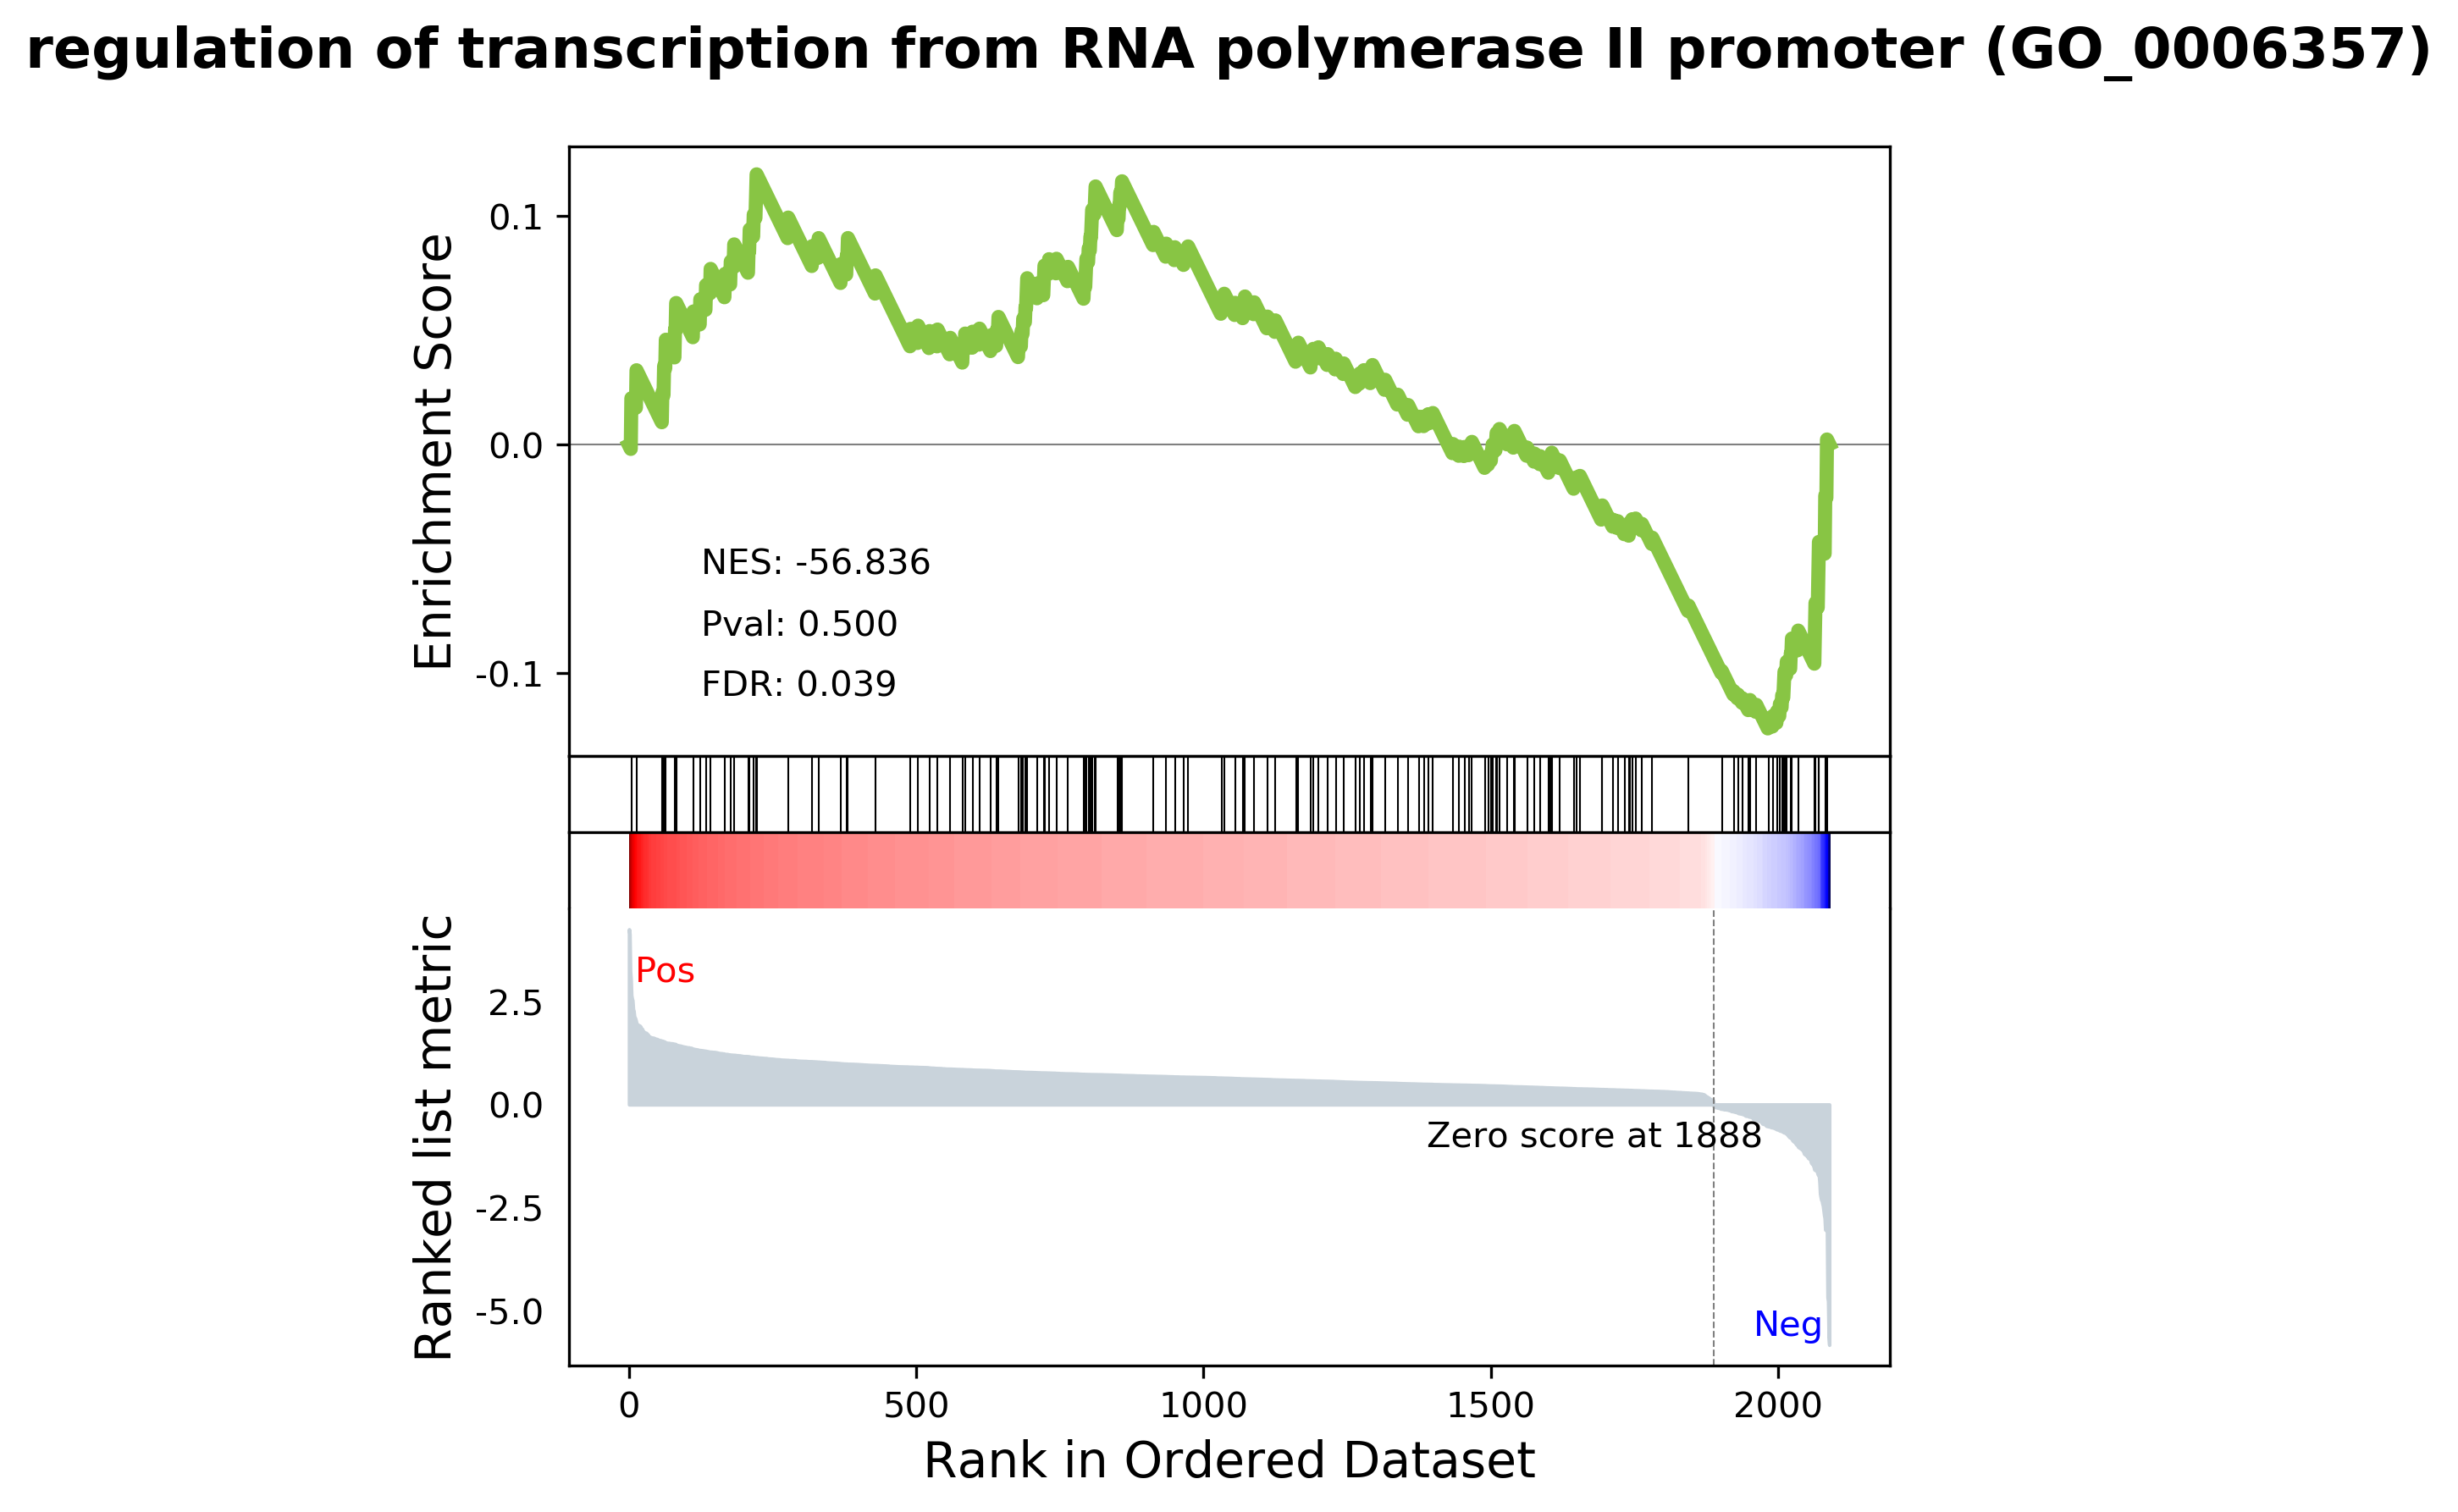 regulation of transcription from RNA polymerase II promoter (GO_0006357)
Enrichment Score
0.1
0.0
-0.1
NES: -56.836
Pval: 0.500
FDR: 0.039
Ranked list metric
Pos
2.5
0.0
-2.5
-5.0
Zero score at 1888
Neg
0 500 1000 1500 2000
Rank in Ordered Dataset